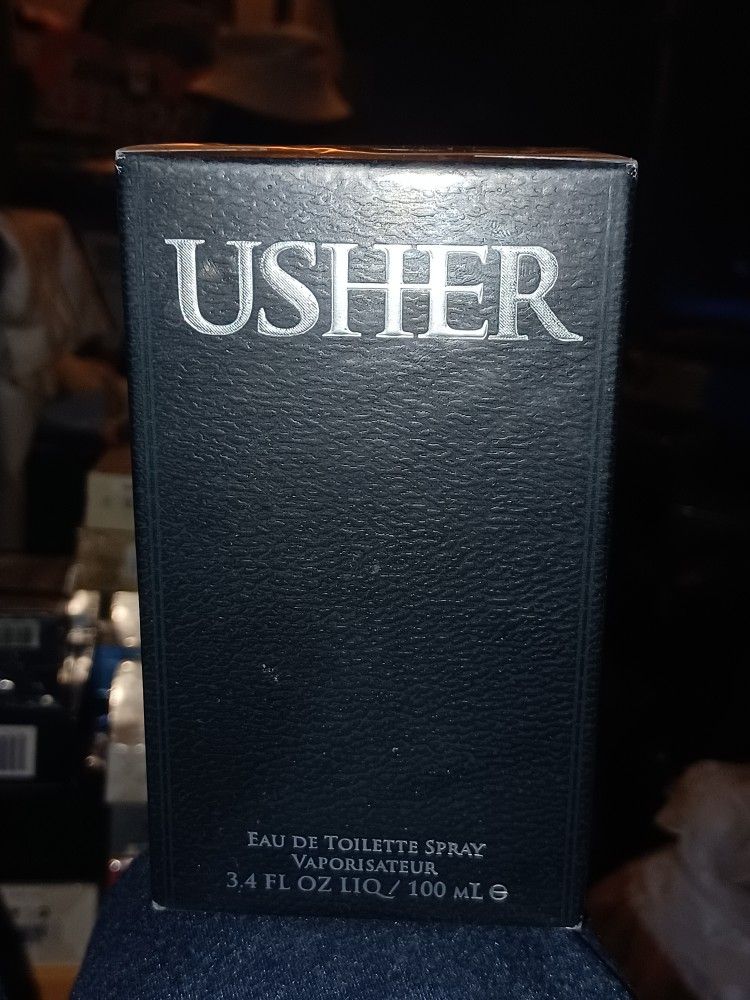 USHER
EAU DE TOILETTE SPRAY
VAPORISATEUR
3.4 FL OZ LIQ / 100 mL ℮